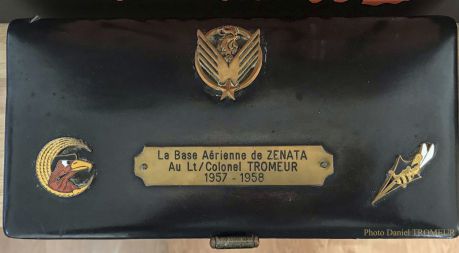 La Base Aérienne de ZENATA
Au Lt/Colonel TROMEUR
1957 - 1958
Photo Daniel TROMEUR